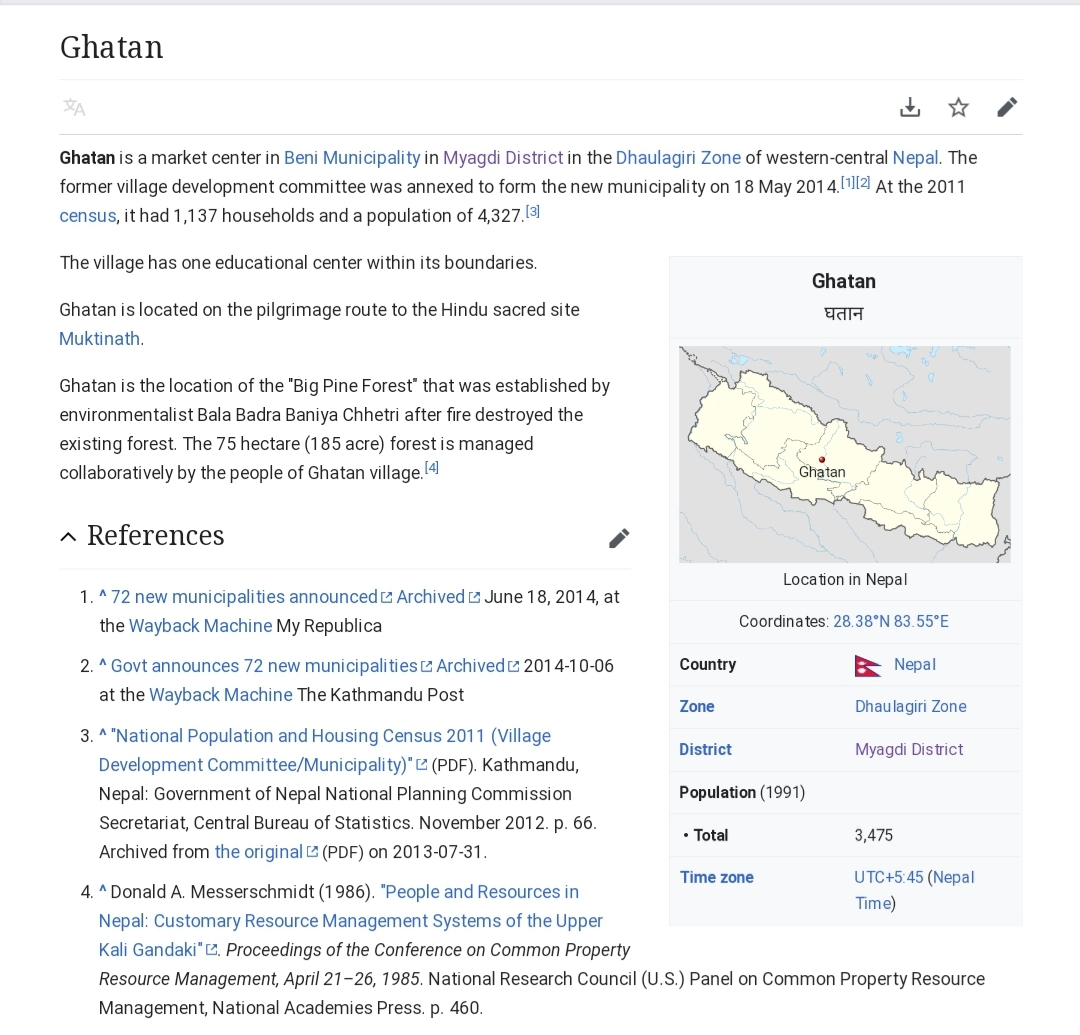 Ghatan
Ghatan is a market center in Beni Municipality in Myagdi District in the Dhaulagiri Zone of western-central Nepal. The
former village development committee was annexed to form the new municipality on 18 May 2014.[1][2] At the 2011
census, it had 1,137 households and a population of 4,327.[3]
The village has one educational center within its boundaries.
Ghatan is located on the pilgrimage route to the Hindu sacred site
Muktinath.
Ghatan is the location of the "Big Pine Forest" that was established by
environmentalist Bala Badra Baniya Chhetri after fire destroyed the
existing forest. The 75 hectare (185 acre) forest is managed
collaboratively by the people of Ghatan village.[4]
Ghatan
घतान
Ghatan
Location in Nepal
Coordinates: 28.38°N 83.55°E
Country Nepal
Zone Dhaulagiri Zone
District Myagdi District
Population (1991)
• Total 3,475
Time zone UTC+5:45 (Nepal
Time)
References
1. ^ 72 new municipalities announced Archived June 18, 2014, at
the Wayback Machine My Republica
2. ^ Govt announces 72 new municipalities Archived 2014-10-06
at the Wayback Machine The Kathmandu Post
3. ^ "National Population and Housing Census 2011 (Village
Development Committee/Municipality)" (PDF). Kathmandu,
Nepal: Government of Nepal National Planning Commission
Secretariat, Central Bureau of Statistics. November 2012. p. 66.
Archived from the original (PDF) on 2013-07-31.
4. ^ Donald A. Messerschmidt (1986). "People and Resources in
Nepal: Customary Resource Management Systems of the Upper
Kali Gandaki". Proceedings of the Conference on Common Property
Resource Management, April 21–26, 1985. National Research Council (U.S.) Panel on Common Property Resource
Management, National Academies Press. p. 460.